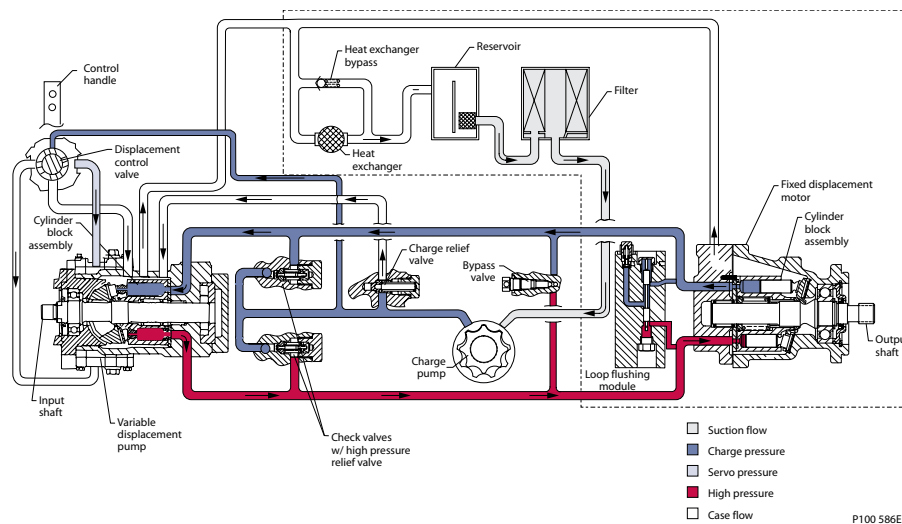 Control
handle
Heat exchanger
bypass
Reservoir
Filter
Heat
exchanger
Displacement
control
valve
Cylinder
block
assembly
Charge relief
valve
Bypass
valve
Fixed displacement
motor
Cylinder
block
assembly
Charge
pump
Loop flushing
module
Output
shaft
Input
shaft
Variable
displacement
pump
Check valves
w/ high pressure
relief valve
Suction flow
Charge pressure
Servo pressure
High pressure
Case flow
P100 586E